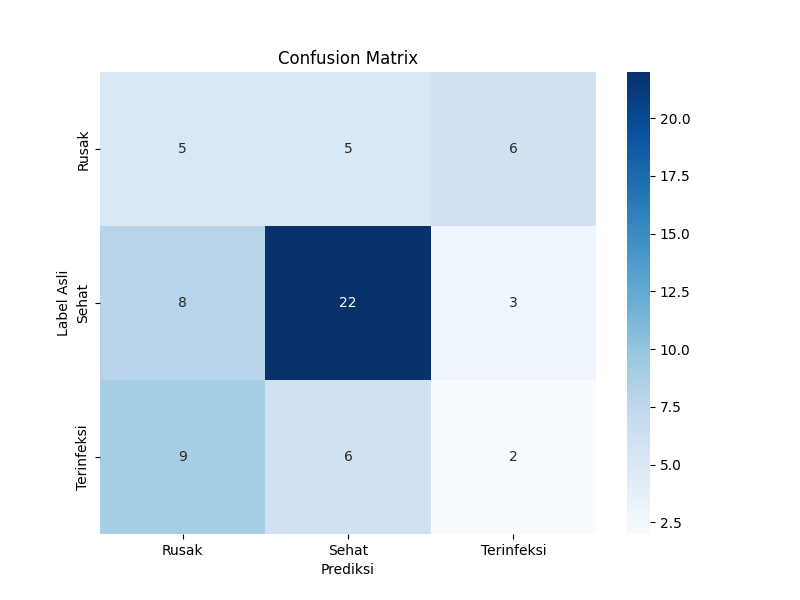 Confusion Matrix
Rusak
5
5
6
20.0
17.5
15.0
Label Asli
Sehat
8
22
3
12.5
10.0
7.5
Terinfeksi
9
6
2
5.0
2.5
Rusak
Sehat
Terinfeksi
Prediksi